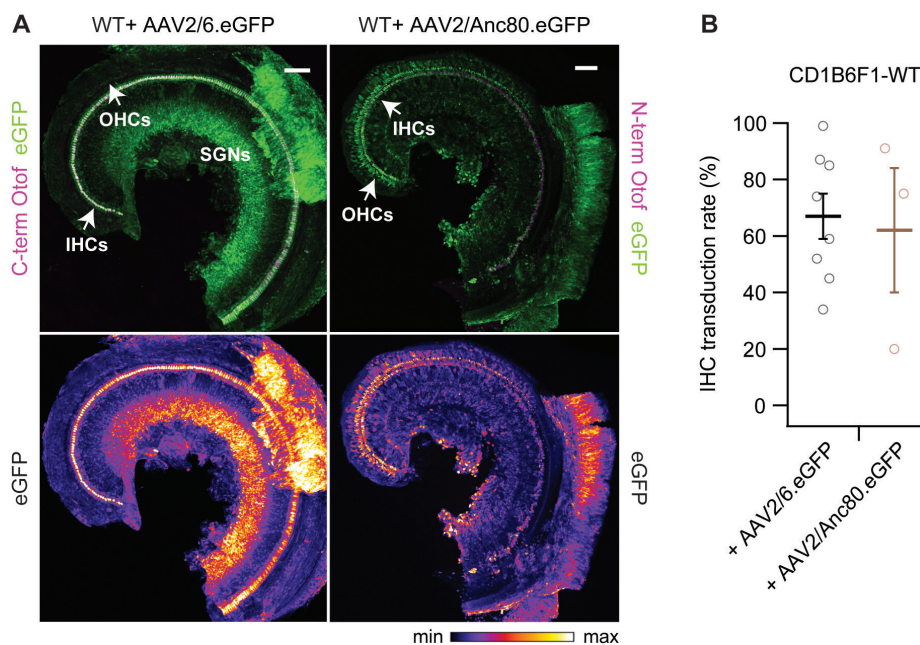 A
WT+ AAV2/6.eGFP
WT+ AAV2/Anc80.eGFP
C-term Otof eGFP
OHCs
SGNs
IHCs
IHCs
OHCs
N-term Otof eGFP
eGFP
eGFP
min
max
B
CD1B6F1-WT
IHC transduction rate (%)
100
80
60
40
20
0
+ AAV2/6.eGFP
+ AAV2/Anc80.eGFP